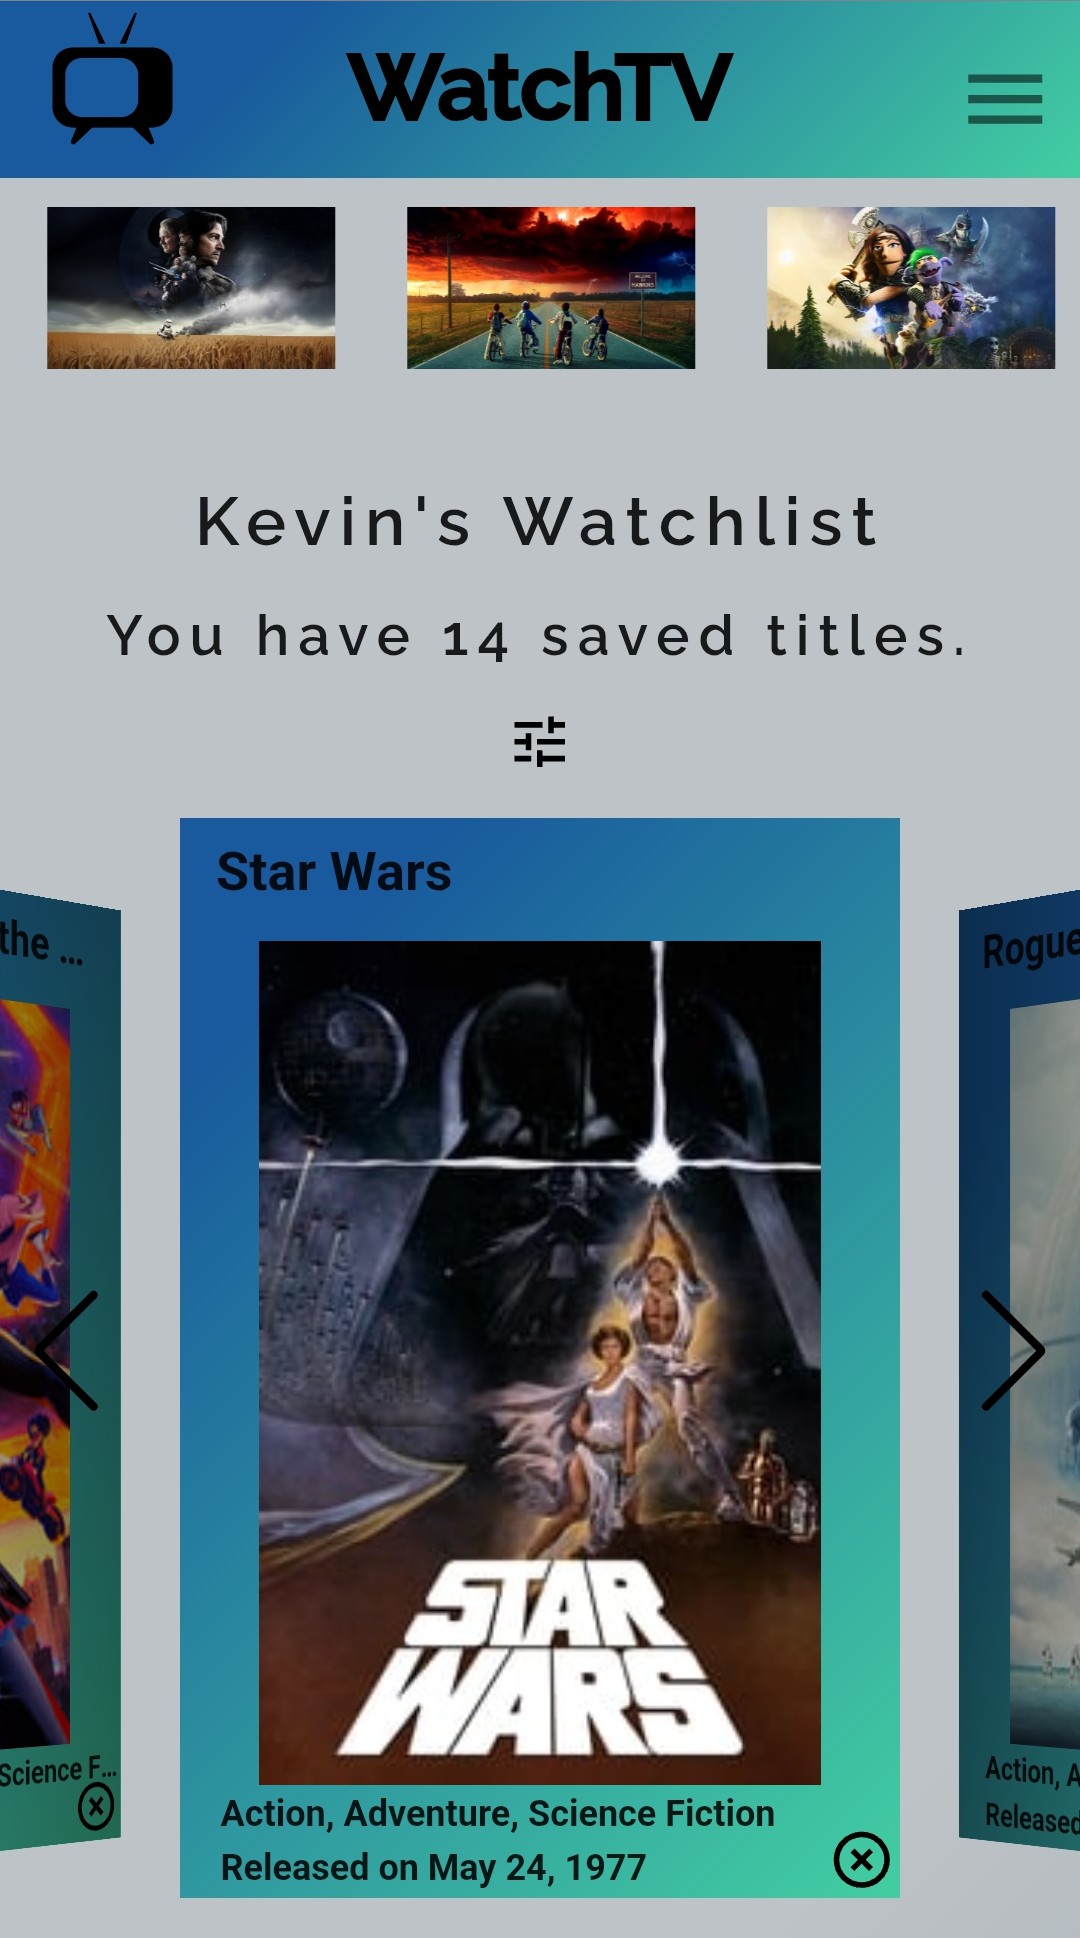 WatchTV
HAWKINS
Kevin's Watchlist
You have 14 saved titles.
Star Wars
the ...
Rogue
STAR
WARS
Science F...
Action, Adventure, Science Fiction
Released on May 24, 1977
Action, A
Released